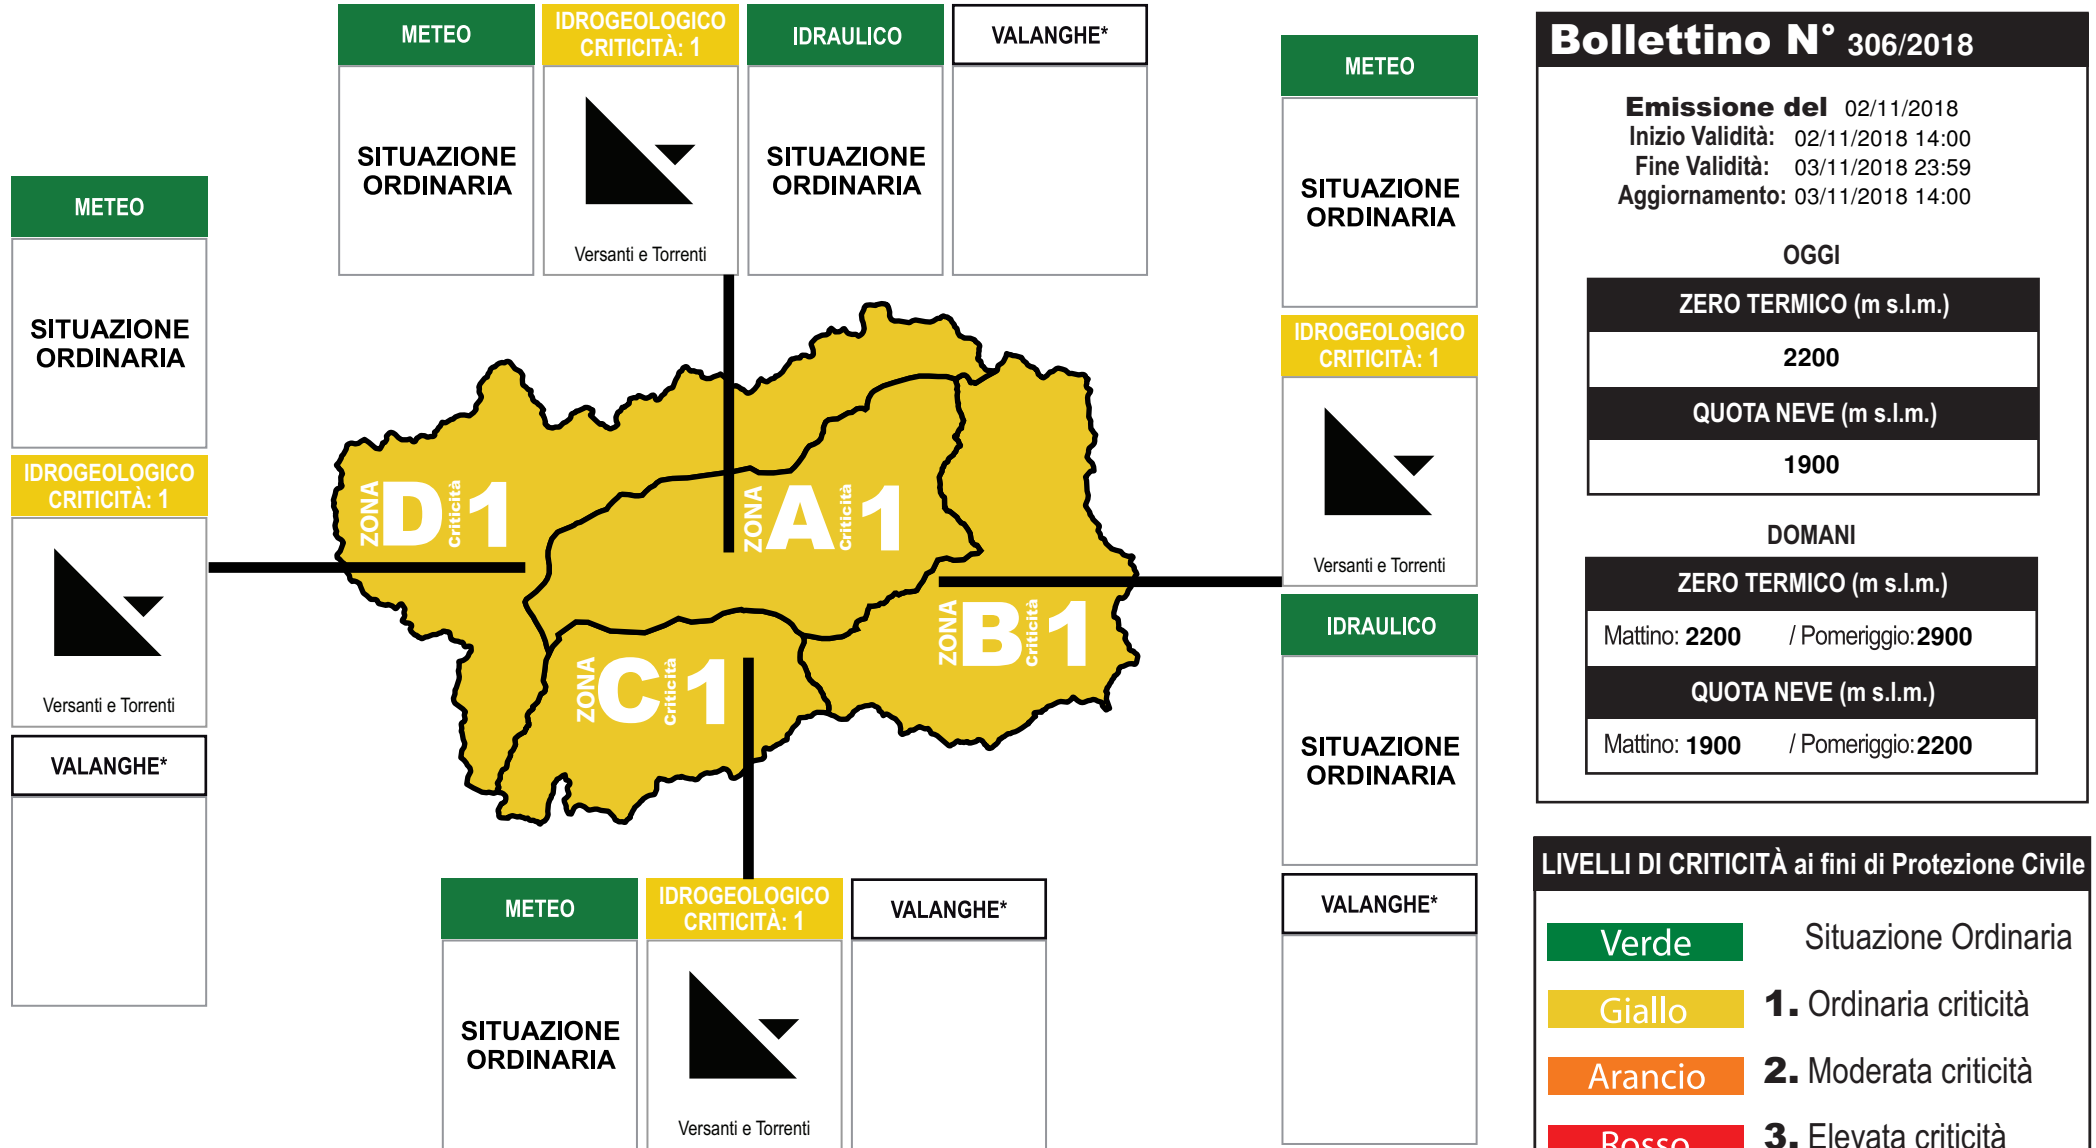 METEO
IDROGEOLOGICO
CRITICITÀ: 1
IDRAULICO
VALANGHE*
SITUAZIONE
ORDINARIA
Versanti e Torrenti
SITUAZIONE
ORDINARIA
METEO
SITUAZIONE
ORDINARIA
IDROGEOLOGICO
CRITICITÀ: 1
Versanti e Torrenti
VALANGHE*
ZONA D Criticità 1
ZONA A Criticità 1
ZONA B Criticità 1
ZONA C Criticità 1
METEO
SITUAZIONE
ORDINARIA
IDROGEOLOGICO
CRITICITÀ: 1
Versanti e Torrenti
IDRAULICO
SITUAZIONE
ORDINARIA
VALANGHE*
METEO
IDROGEOLOGICO
CRITICITÀ: 1
VALANGHE*
SITUAZIONE
ORDINARIA
Versanti e Torrenti
Bollettino N° 306/2018
Emissione del 02/11/2018
Inizio Validità: 02/11/2018 14:00
Fine Validità: 03/11/2018 23:59
Aggiornamento: 03/11/2018 14:00
OGGI
ZERO TERMICO (m s.l.m.)
2200
QUOTA NEVE (m s.l.m.)
1900
DOMANI
ZERO TERMICO (m s.l.m.)
Mattino: 2200 / Pomeriggio: 2900
QUOTA NEVE (m s.l.m.)
Mattino: 1900 / Pomeriggio: 2200
LIVELLI DI CRITICITÀ ai fini di Protezione Civile
Verde Situazione Ordinaria
Giallo 1. Ordinaria criticità
Arancio 2. Moderata criticità
Rosso 3. Elevata criticità